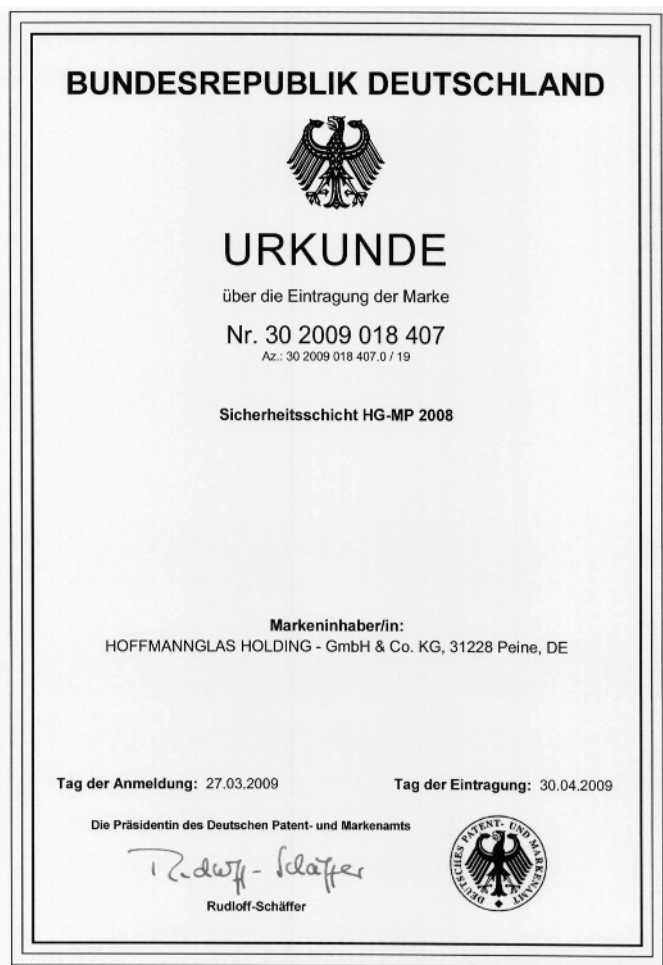 BUNDESREPUBLIK DEUTSCHLAND
URKUNDE
über die Eintragung der Marke
Nr. 30 2009 018 407
Az.: 30 2009 018 407.0 / 19
Sicherheitsschicht HG-MP 2008
Markeninhaber/in:
HOFFMANNGLAS HOLDING - GmbH & Co. KG, 31228 Peine, DE
Tag der Anmeldung: 27.03.2009
Tag der Eintragung: 30.04.2009
Die Präsidentin des Deutschen Patent- und Markenamts
Rudloff-Schäffer
Rudloff-Schäffer
DEUTSCHES PATENT- UND MARKENAMT